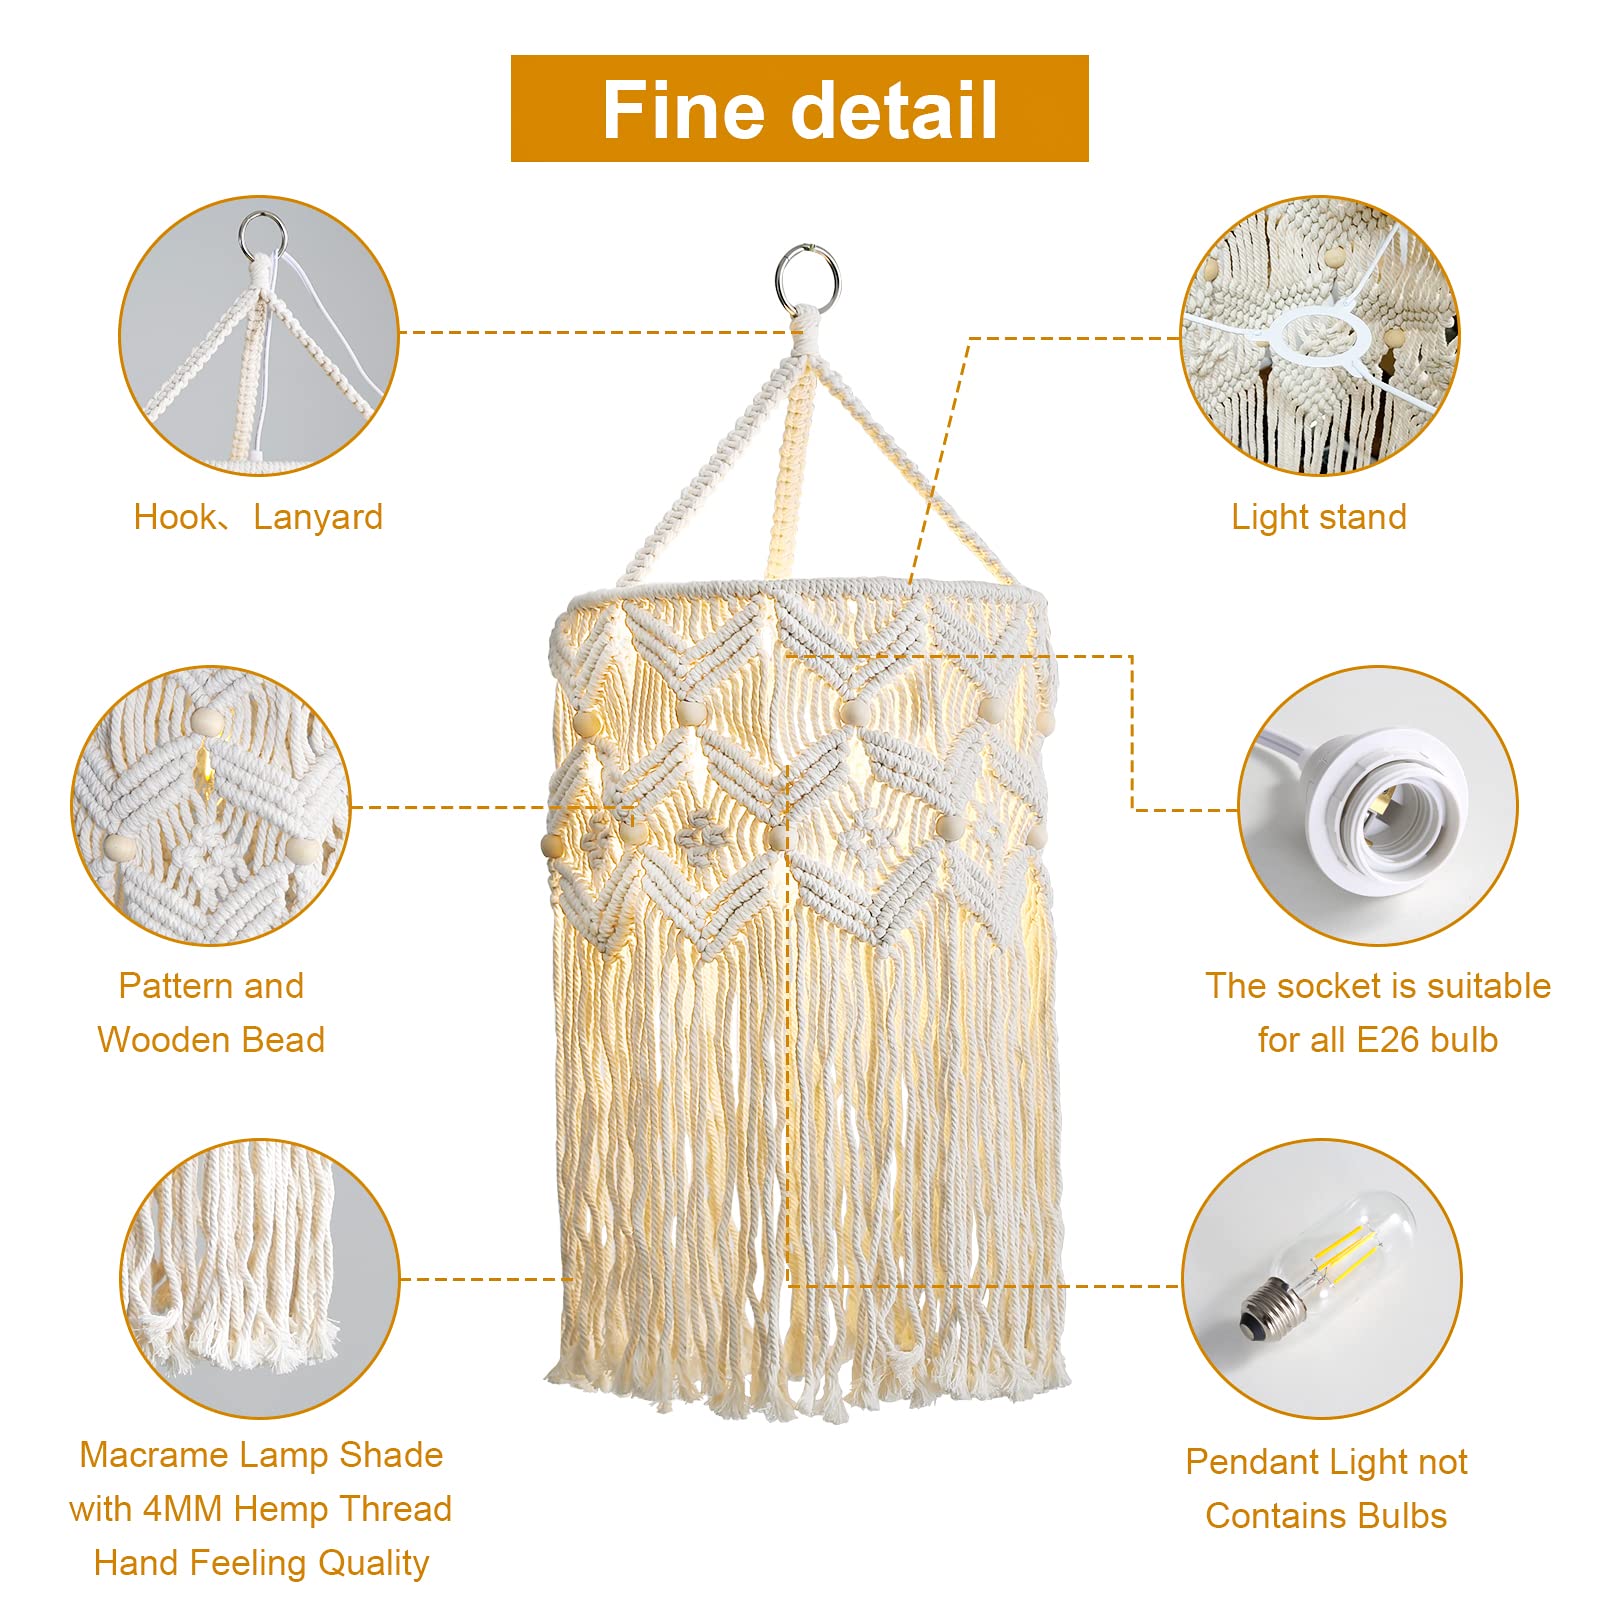 Fine detail
Hook、Lanyard
Light stand
Pattern and
Wooden Bead
The socket is suitable
for all E26 bulb
Macrame Lamp Shade
with 4MM Hemp Thread
Hand Feeling Quality
Pendant Light not
Contains Bulbs